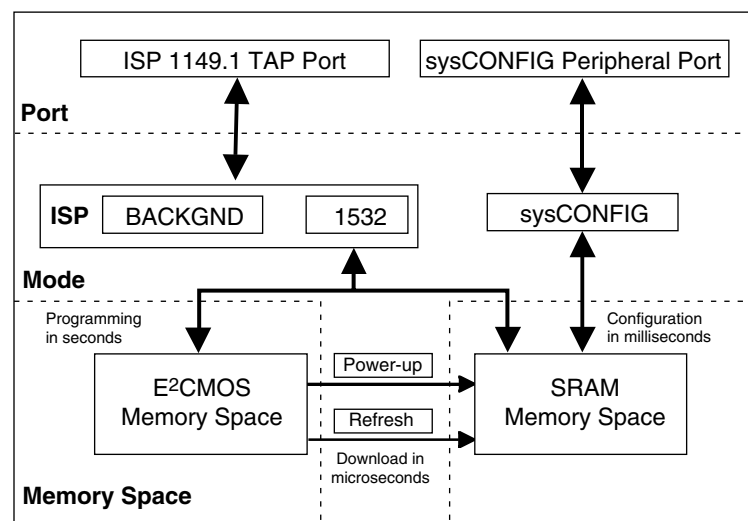 ISP 1149.1 TAP Port
sysCONFIG Peripheral Port
Port
ISP
BACKGND
1532
sysCONFIG
Mode
Programming
in seconds
Configuration
in milliseconds
E²CMOS
Memory Space
Power-up
Refresh
Download in
microseconds
SRAM
Memory Space
Memory Space